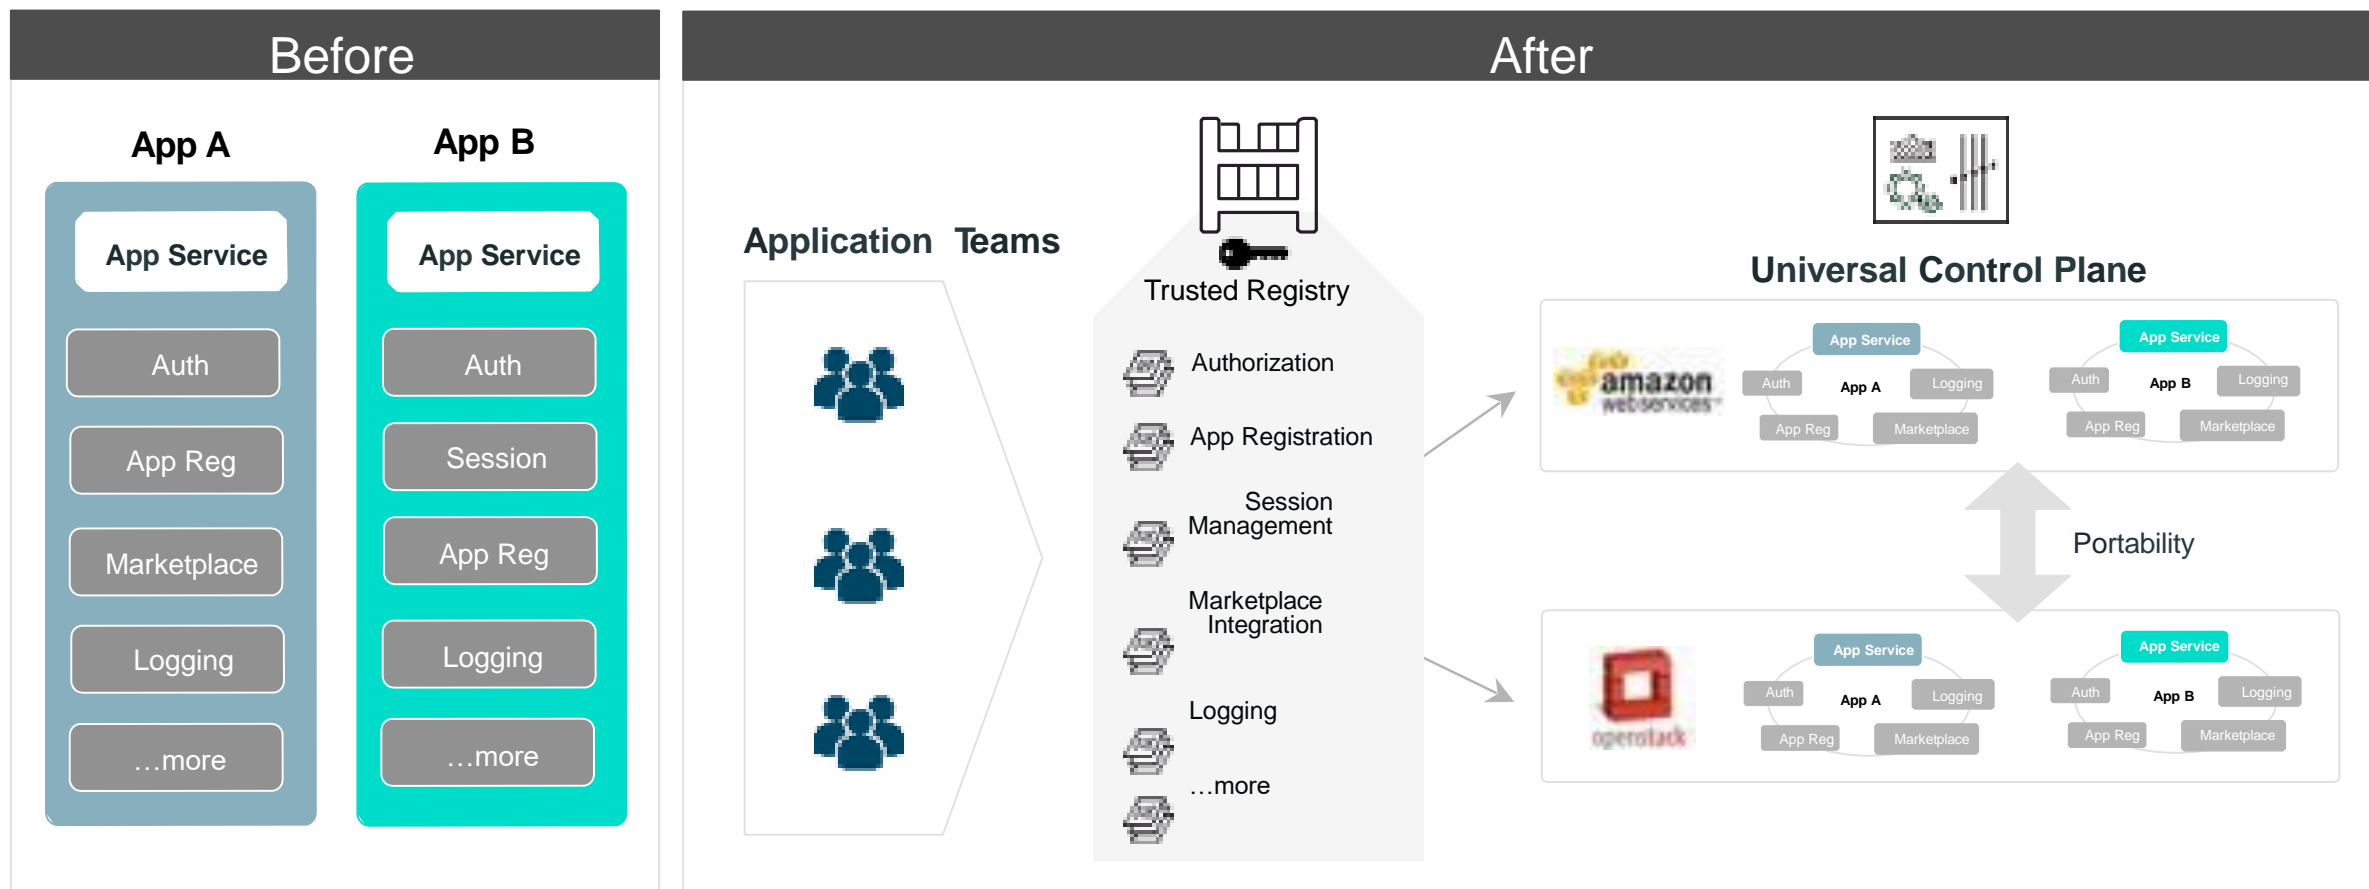 Before
App A
App B
App Service
Auth
App Reg
Marketplace
Logging
…more
App Service
Auth
Session
App Reg
Logging
…more
After
Application Teams
Trusted Registry
Authorization
App Registration
Session
Management
Marketplace
Integration
Logging
…more
Universal Control Plane
amazon
webservices™
App Service
Auth
App A
Logging
App Reg
Marketplace
App Service
Auth
App B
Logging
App Reg
Marketplace
Portability
openstack
App Service
Auth
App A
Logging
App Reg
Marketplace
App Service
Auth
App B
Logging
App Reg
Marketplace